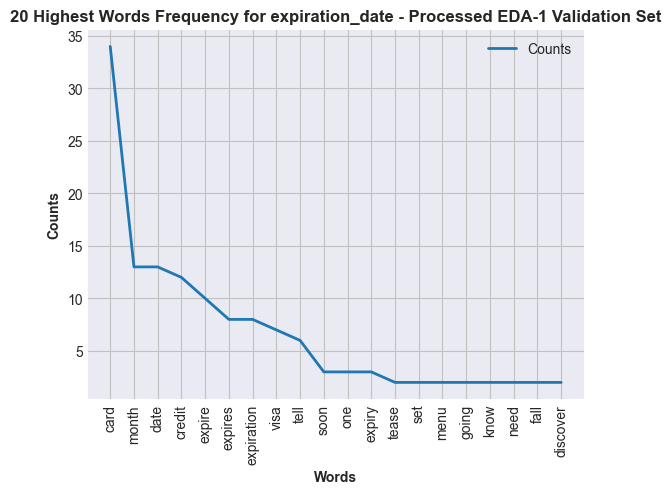 20 Highest Words Frequency for expiration_date - Processed EDA-1 Validation Set
Counts
35
30
25
20
15
10
5
Counts
card
month
date
credit
expire
expires
expiration
visa
tell
soon
one
expiry
tease
set
menu
going
know
need
fall
discover
Words